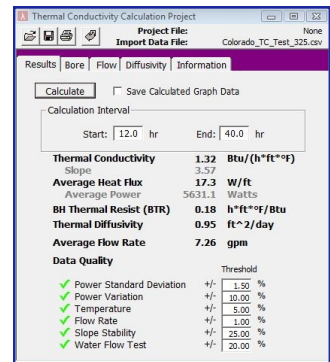 Thermal Conductivity Calculation Project
Project File: None
Import Data File: Colorado_TC_Test_325.csv
Results Bore Flow Diffusivity Information
Calculate Save Calculated Graph Data
Calculation Interval
Start: 12.0 hr End: 40.0 hr
Thermal Conductivity 1.32 Btu/(h*ft*°F)
Slope 3.57
Average Heat Flux 17.3 W/ft
Average Power 5631.1 Watts
BH Thermal Resist (BTR) 0.18 h*ft*°F/Btu
Thermal Diffusivity 0.95 ft^2/day
Average Flow Rate 7.26 gpm
Data Quality
Threshold
Power Standard Deviation +/- 1.50 %
Power Variation +/- 10.00 %
Temperature +/- 5.00 %
Flow Rate +/- 1.00 %
Slope Stability +/- 25.00 %
Water Flow Test +/- 20.00 %